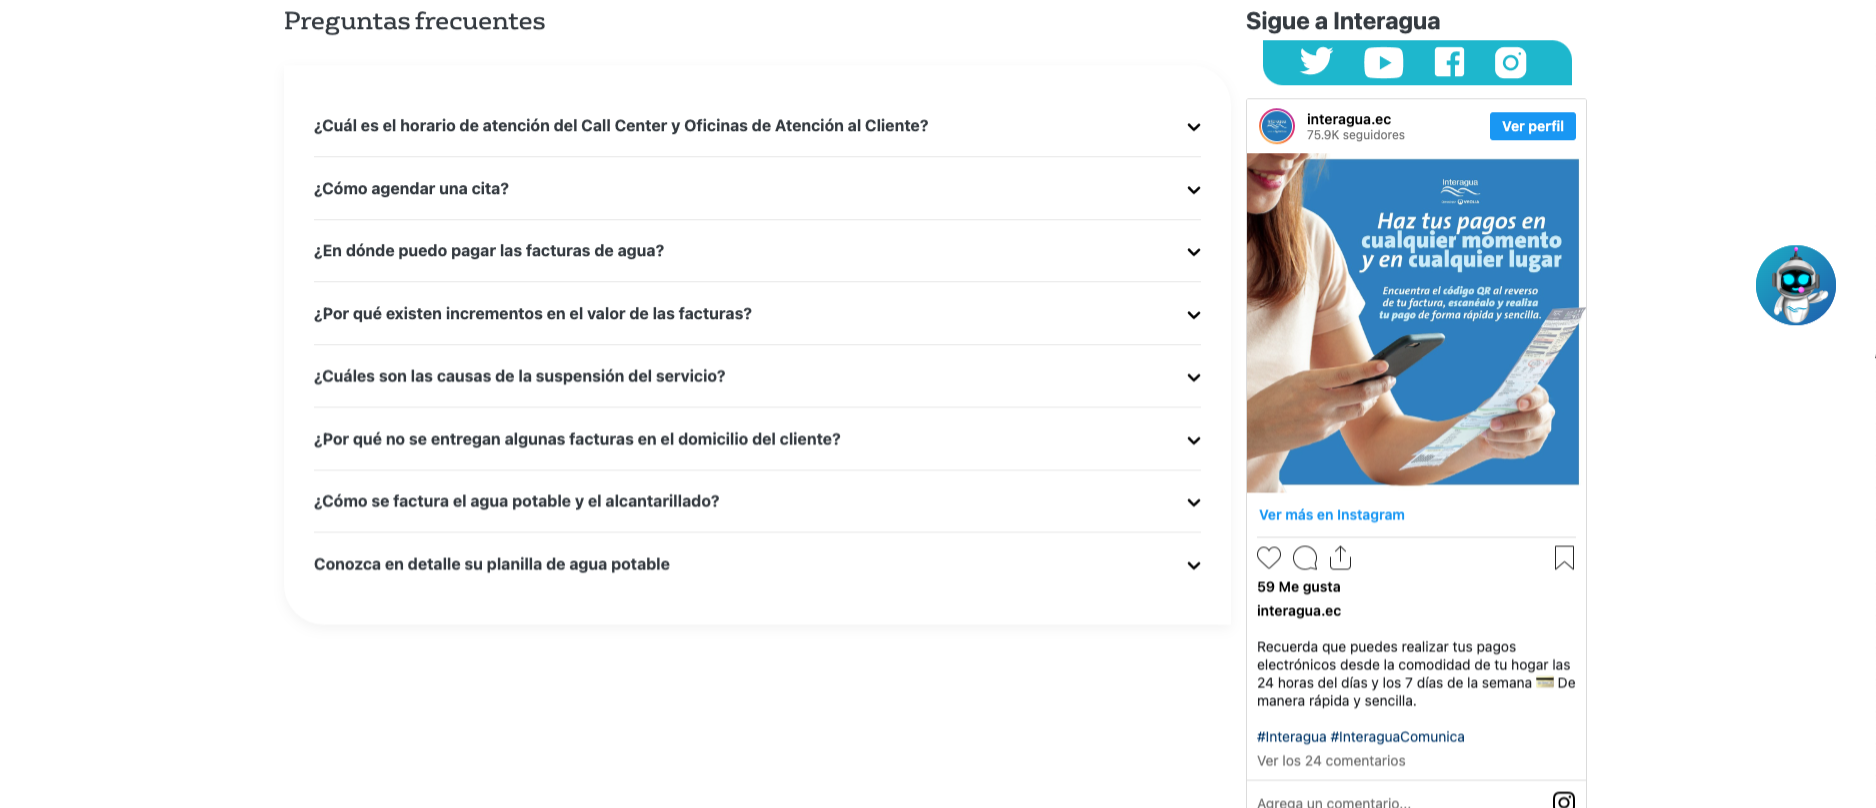 Preguntas frecuentes
¿Cuál es el horario de atención del Call Center y Oficinas de Atención al Cliente?
¿Cómo agendar una cita?
¿En dónde puedo pagar las facturas de agua?
¿Por qué existen incrementos en el valor de las facturas?
¿Cuáles son las causas de la suspensión del servicio?
¿Por qué no se entregan algunas facturas en el domicilio del cliente?
¿Cómo se factura el agua potable y el alcantarillado?
Conozca en detalle su planilla de agua potable
Sigue a Interagua
interagua.ec
75.9K seguidores
Ver perfil
interagua
VEOLIA
Haz tus pagos en
cualquier momento
y en cualquier lugar
Encuentra el código QR al reverso
de tu factura, escanéalo y realiza
tu pago de forma rápida y sencilla.
Ver más en Instagram
59 Me gusta
interagua.ec
Recuerda que puedes realizar tus pagos
electrónicos desde la comodidad de tu hogar las
24 horas del días y los 7 días de la semana 💳 De
manera rápida y sencilla.
#Interagua #InteraguaComunica
Ver los 24 comentarios
Agrega un comentario...